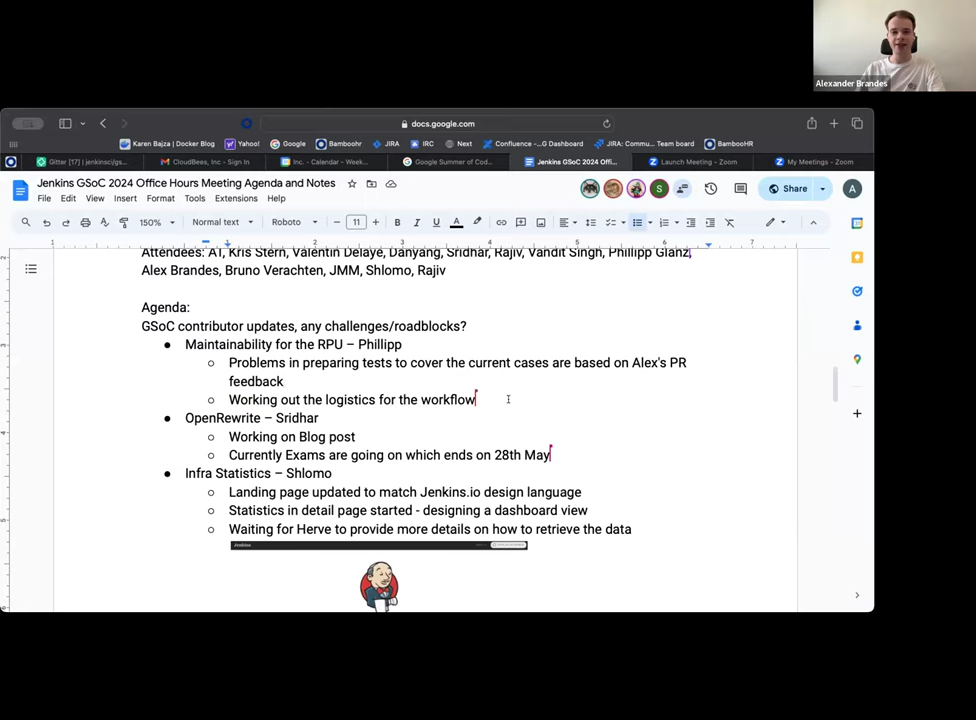 Alexander Brandes
docs.google.com
Karen Bajza | Docker Blog Yahoo! Bamboohr JIRA IRC Next Confluence-...G Dashboard JIRA: Commu... Team board BambooHR
Gitter [17] | jenkinsci/gs... CloudBees, Inc - Sign In Inc. - Calendar - Week... Google Summer of Cod... Jenkins GSoC 2024 Offi... Launch Meeting - Zoom My Meetings - Zoom
Jenkins GSoC 2024 Office Hours Meeting Agenda and Notes
File Edit View Insert Format Tools Extensions Help
S
Share
A
150% Normal text Roboto 11 B I U A
1 1 2 3 4 5 6 7
Attendees: AT, Kris Stern, Valentin Delaye, Danyang, Sridhar, Rajiv, Vandit Singh, Phillipp Glanz,
Alex Brandes, Bruno Verachten, JMM, Shlomo, Rajiv
Agenda:
GSoC contributor updates, any challenges/roadblocks?
● Maintainability for the RPU – Phillipp
○ Problems in preparing tests to cover the current cases are based on Alex's PR
feedback
○ Working out the logistics for the workflow
● OpenRewrite – Sridhar
○ Working on Blog post
○ Currently Exams are going on which ends on 28th May
● Infra Statistics – Shlomo
○ Landing page updated to match Jenkins.io design language
○ Statistics in detail page started - designing a dashboard view
○ Waiting for Herve to provide more details on how to retrieve the data
Jenkins